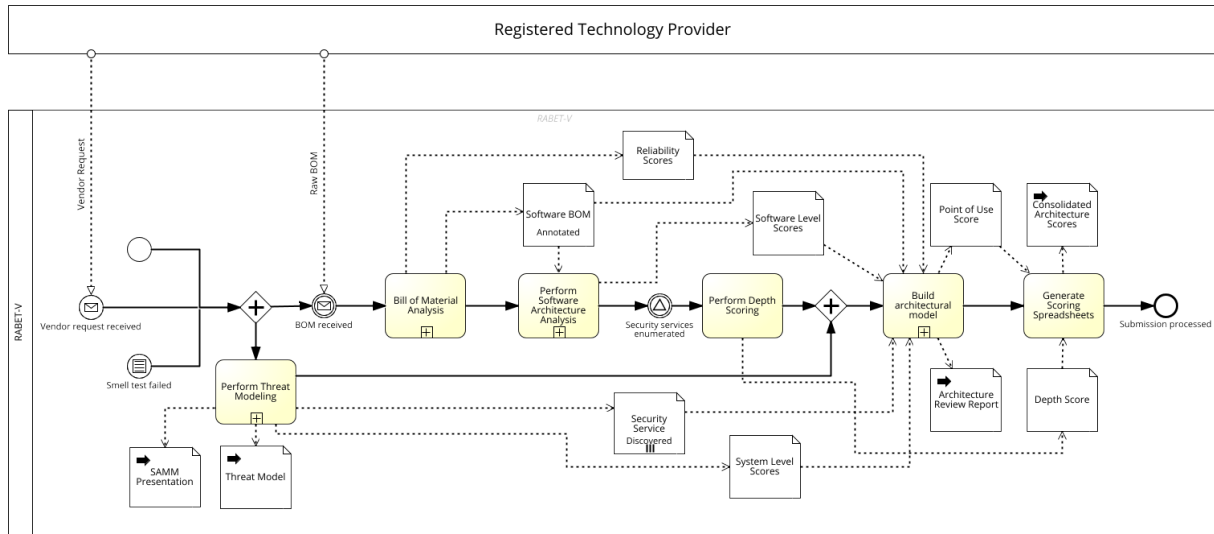 Registered Technology Provider
RABET-V
RABET-V
Vendor Request
Raw BOM
Reliability
Scores
Software BOM
Annotated
Software Level
Scores
Point of Use
Score
Consolidated
Architecture
Scores
Vendor request received
BOM received
Bill of Material
Analysis
Perform
Software
Architecture
Analysis
Security services
enumerated
Perform Depth
Scoring
Build
architectural
model
Generate
Scoring
Spreadsheets
Submission processed
Smell test failed
Perform Threat
Modeling
SAMM
Presentation
Threat Model
Security
Service
Discovered
System Level
Scores
Architecture
Review Report
Depth Score